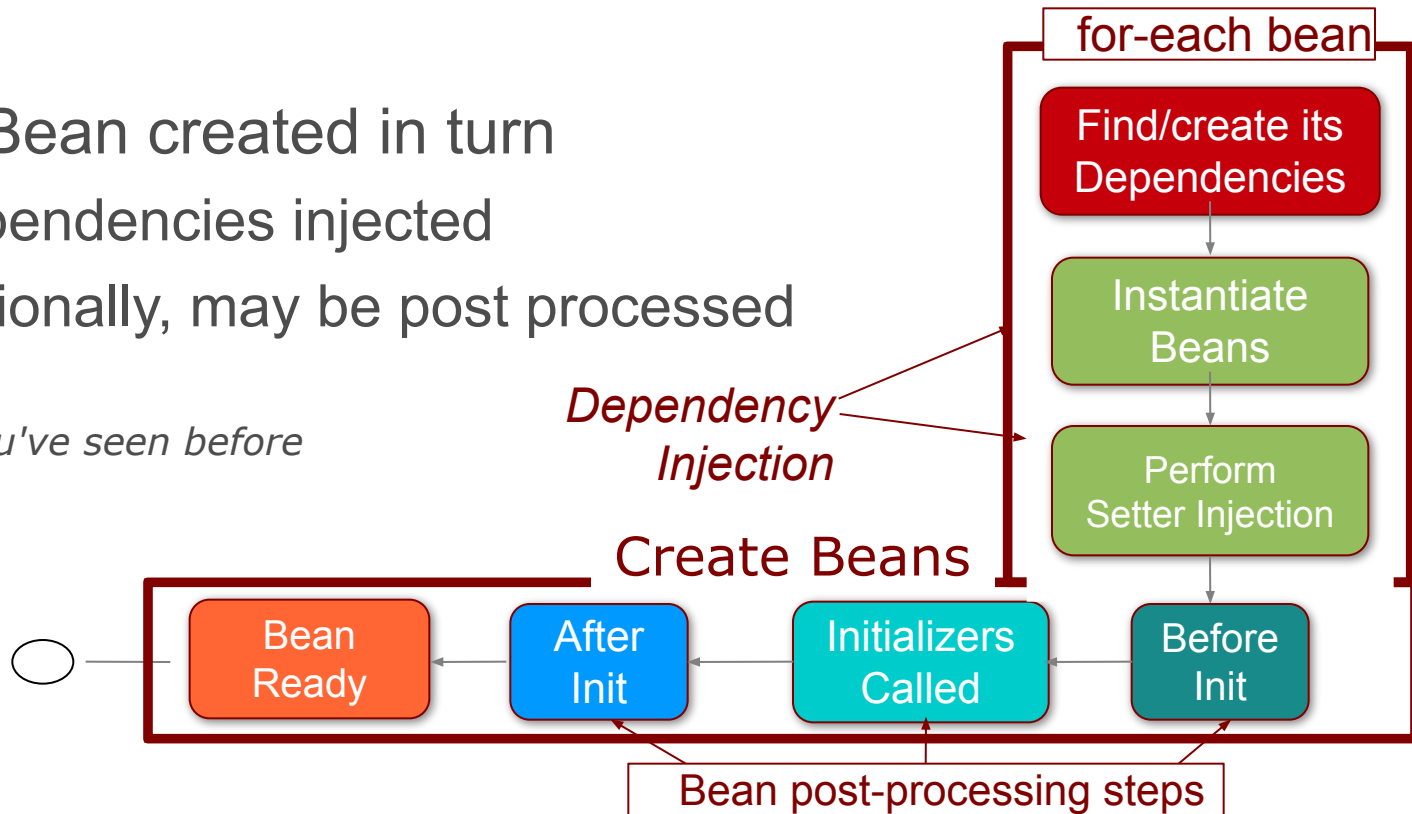 for-each bean
Bean created in turn
pendencies injected
ionally, may be post processed
u've seen before
Find/create its
Dependencies
Instantiate
Beans
Dependency
Injection
Perform
Setter Injection
Create Beans
Bean
Ready
After
Init
Initializers
Called
Before
Init
Bean post-processing steps